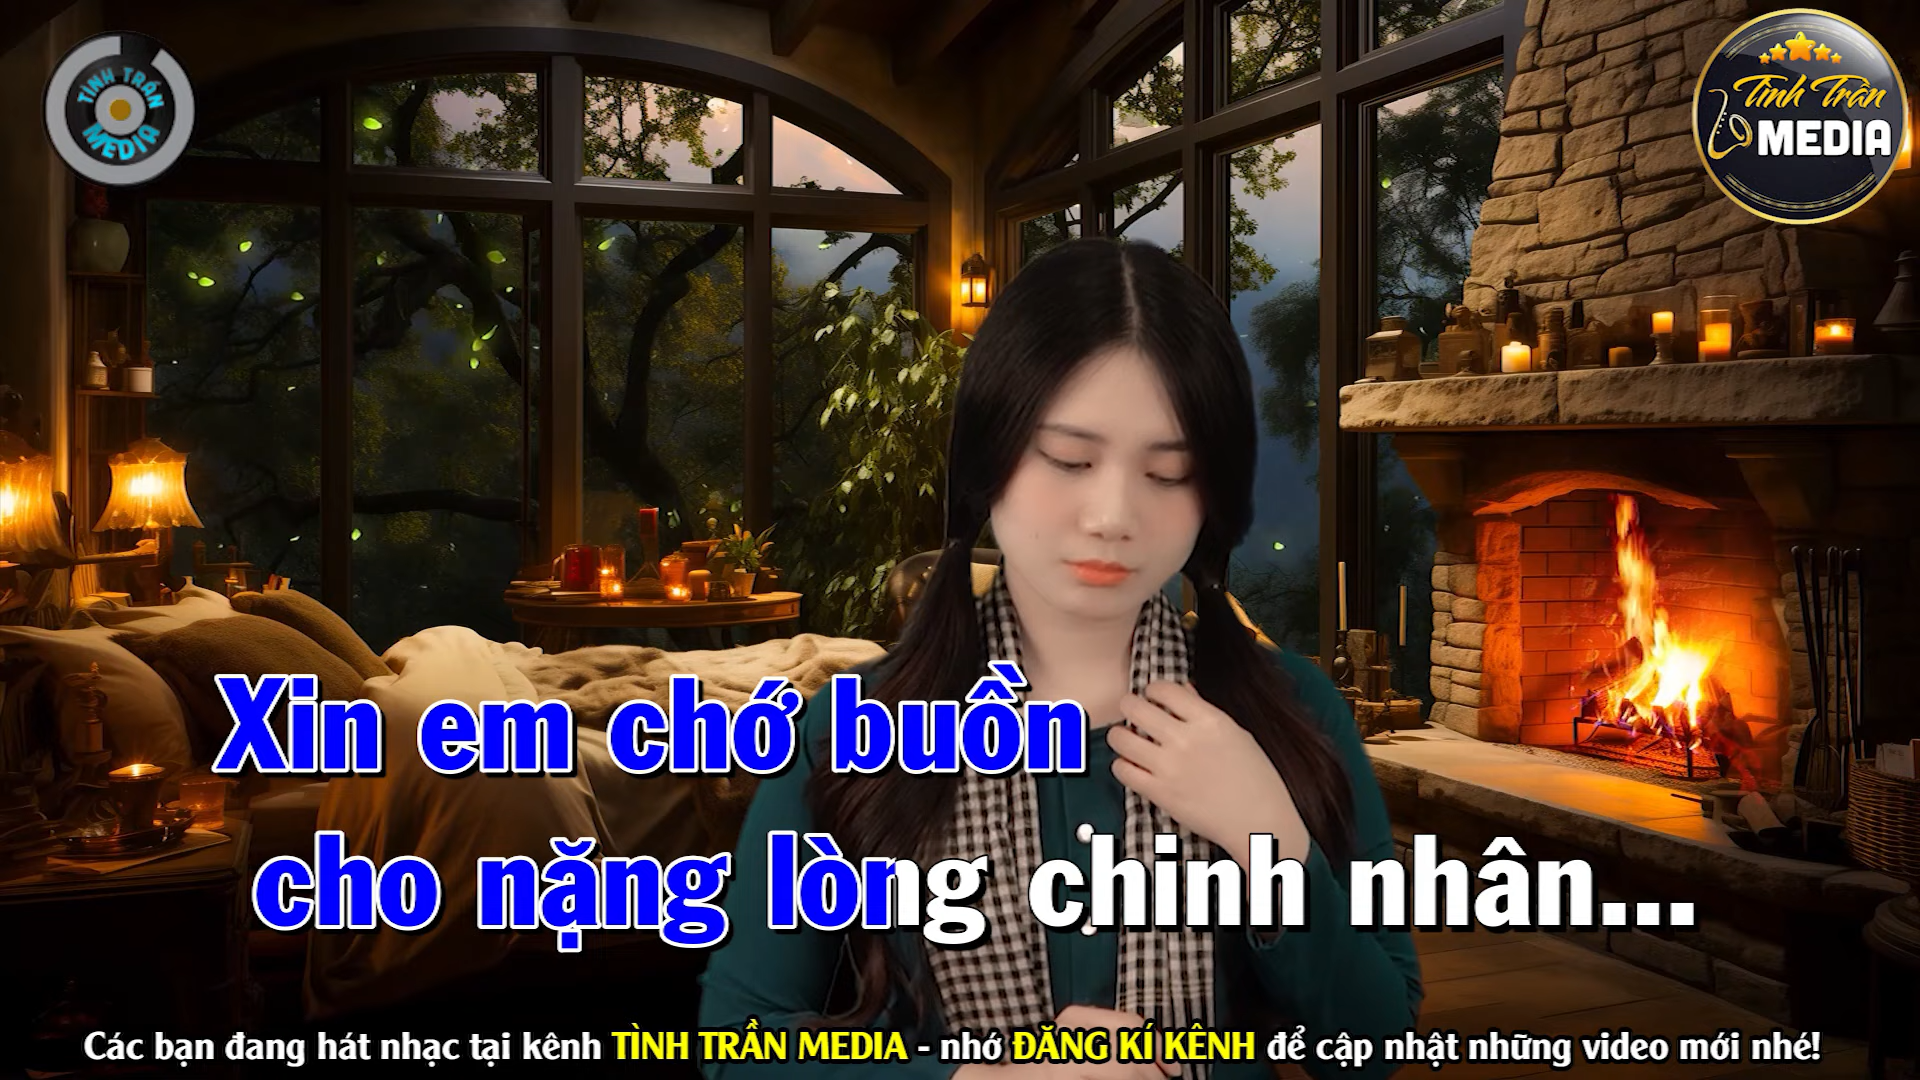 TÌNH TRẦN
MEDIA
Tình Trần
MEDIA
Xin em chớ buồn
cho nặng lòng chinh nhân...
Các bạn đang hát nhạc tại kênh TÌNH TRẦN MEDIA - nhớ ĐĂNG KÍ KÊNH để cập nhật những video mới nhé!